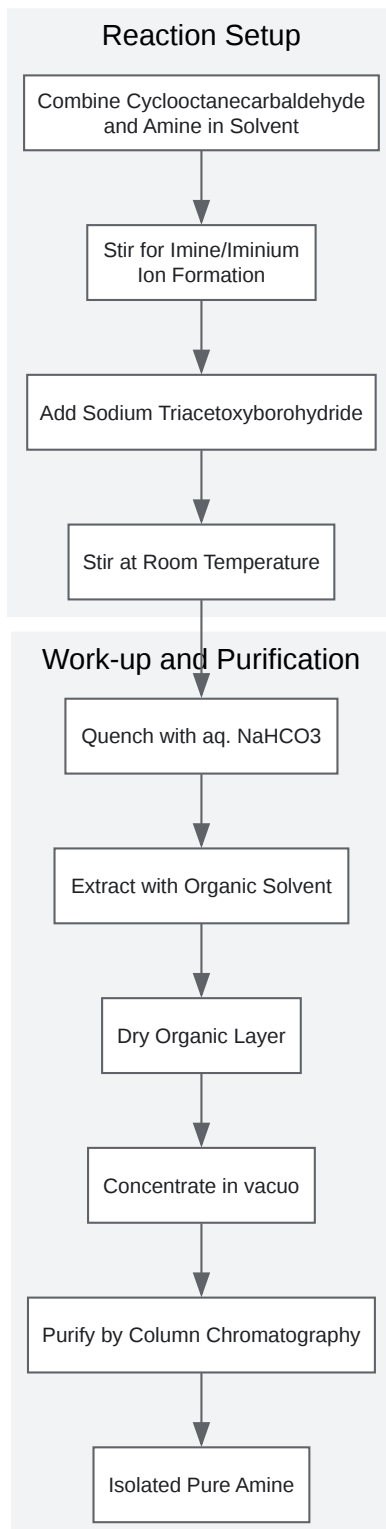 Reaction Setup
Combine Cyclooctanecarbaldehyde
and Amine in Solvent
Stir for Imine/Iminium
Ion Formation
Add Sodium Triacetoxyborohydride
Stir at Room Temperature
Work-up and Purification
Quench with aq. NaHCO3
Extract with Organic Solvent
Dry Organic Layer
Concentrate in vacuo
Purify by Column Chromatography
Isolated Pure Amine